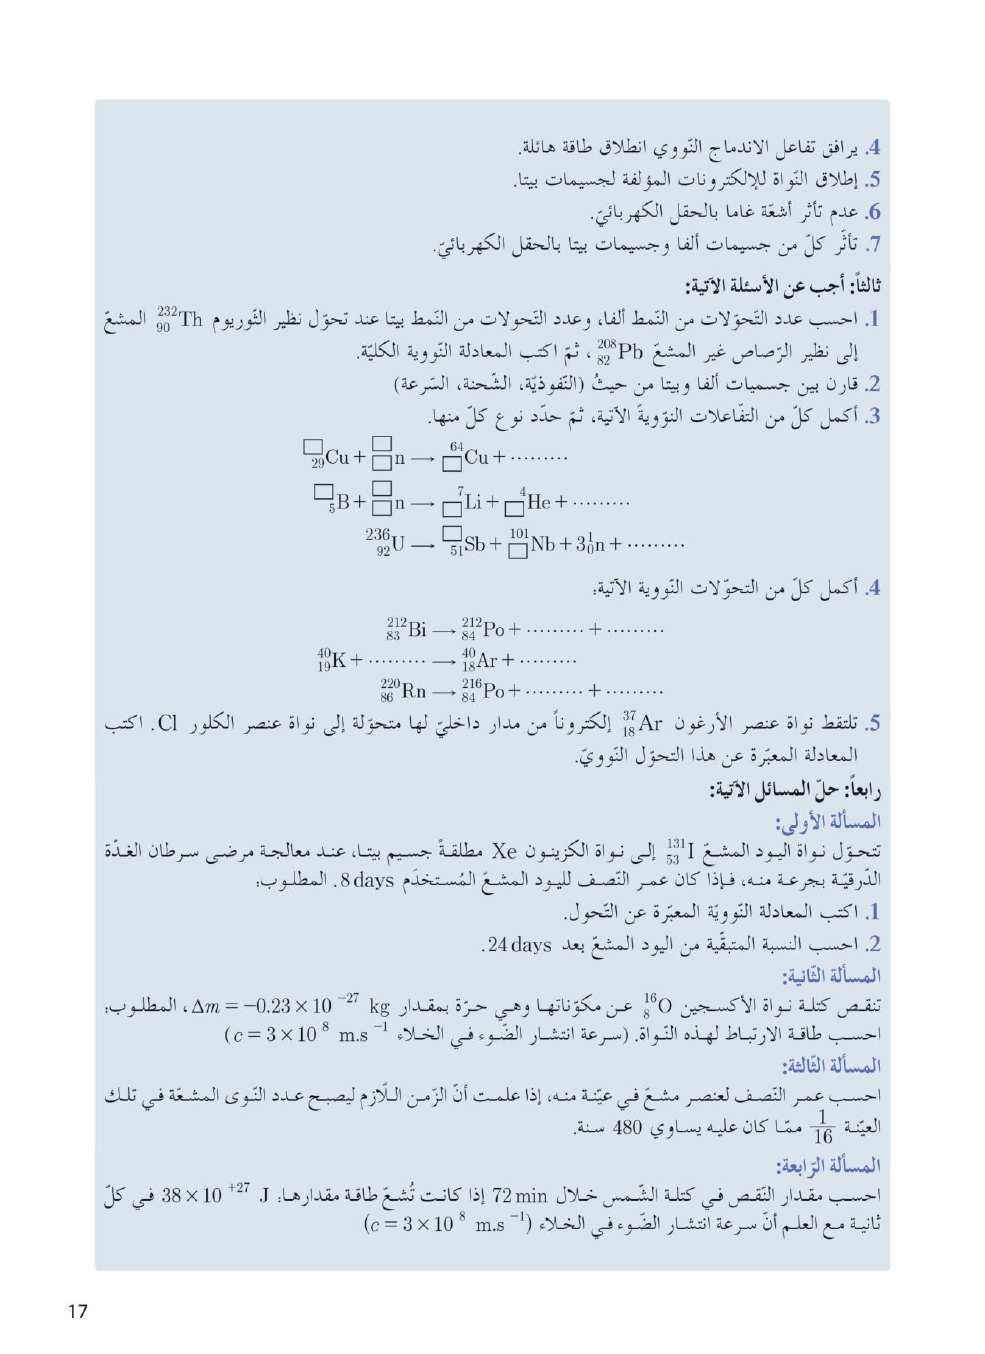 4. يرافق تفاعل الاندماج النّووي انطلاق طاقة هائلة.
5. إطلاق النّواة للإلكترونات المؤلفة لجسيمات بيتا.
6. عدم تأثر أشعّة غاما بالحقل الكهربائيّ.
7. تأثّر كلّ من جسيمات ألفا وجسيمات بيتا بالحقل الكهربائيّ.
ثالثاً: أجب عن الأسئلة الآتية:
1. احسب عدد التّحوّلات من النّمط ألفا، وعدد التّحولات من النّمط بيتا عند تحوّل نظير الثّوريوم ²³²₉₀Th المشعّ
إلى نظير الرّصاص غير المشعّ ²⁰⁸₈₂Pb ، ثمّ اكتب المعادلة النّووية الكليّة.
2. قارن بين جسميات ألفا وبيتا من حيثُ (النّفوذيّة، الشّحنة، السّرعة)
3. أكمل كلّ من التفّاعلات النوّويةّ الآتية، ثمّ حدّد نوع كلّ منها.
□₂₉Cu + □□n → ⁶⁴□Cu + .........
□₅B + □□n → ⁷□Li + ⁴□He + .........
²³⁶₉₂U → □₅₁Sb + ¹⁰¹□Nb + 3¹₀n + .........
4. أكمل كلّ من التحوّلات النّووية الآتية:
²¹²₈₃Bi → ²¹²₈₄Po + ......... + .........
⁴⁰₁₉K + ......... → ⁴⁰₁₈Ar + .........
²²⁰₈₆Rn → ²¹⁶₈₄Po + ......... + .........
5. تلتقط نواة عنصر الأرغون ³⁷₁₈Ar إلكتروناً من مدار داخليّ لها متحوّلة إلى نواة عنصر الكلور Cl. اكتب
المعادلة المعبّرة عن هذا التحوّل النّوويّ.
رابعاً: حلّ المسائل الآتية:
المسألة الأولى:
تتحوّل نواة اليود المشعّ ¹³¹₅₃I إلى نواة الكزينون Xe مطلقةً جسيم بيتا، عند معالجة مرضى سرطان الغدّة
الدّرقيّة بجرعة منه، فإذا كان عمر النّصف لليود المشعّ المُستخدَم 8 days. المطلوب:
1. اكتب المعادلة النّوويّة المعبّرة عن التّحول.
2. احسب النسبة المتبقّية من اليود المشعّ بعد 24 days.
المسألة الثّانية:
تنقص كتلة نواة الأكسجين ¹⁶₈O عن مكوّناتها وهي حرّة بمقدار Δm = −0.23 × 10⁻²⁷ kg ، المطلوب:
احسب طاقة الارتباط لهذه النّواة. (سرعة انتشار الضّوء في الخلاء c = 3 × 10⁸ m.s⁻¹)
المسألة الثّالثة:
احسب عمر النّصف لعنصر مشعّ في عيّنة منه، إذا علمت أنّ الزّمن اللّازم ليصبح عدد النّوى المشعّة في تلك
العيّنة 1/16 ممّا كان عليه يساوي 480 سنة.
المسألة الرّابعة:
احسب مقدار النّقص في كتلة الشّمس خلال 72 min إذا كانت تُشعّ طاقة مقدارها: 38 × 10⁺²⁷ J في كلّ
ثانية مع العلم أنّ سرعة انتشار الضّوء في الخلاء (c = 3 × 10⁸ m.s⁻¹)
17